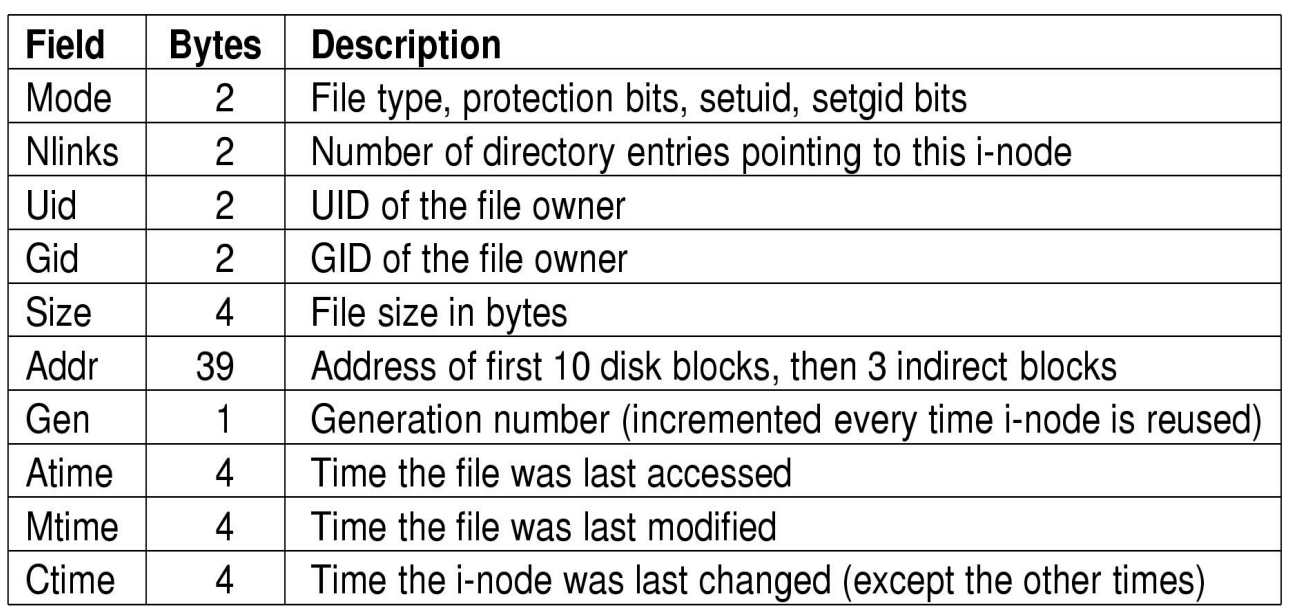 Field Bytes Description
Mode 2 File type, protection bits, setuid, setgid bits
Nlinks 2 Number of directory entries pointing to this i-node
Uid 2 UID of the file owner
Gid 2 GID of the file owner
Size 4 File size in bytes
Addr 39 Address of first 10 disk blocks, then 3 indirect blocks
Gen 1 Generation number (incremented every time i-node is reused)
Atime 4 Time the file was last accessed
Mtime 4 Time the file was last modified
Ctime 4 Time the i-node was last changed (except the other times)